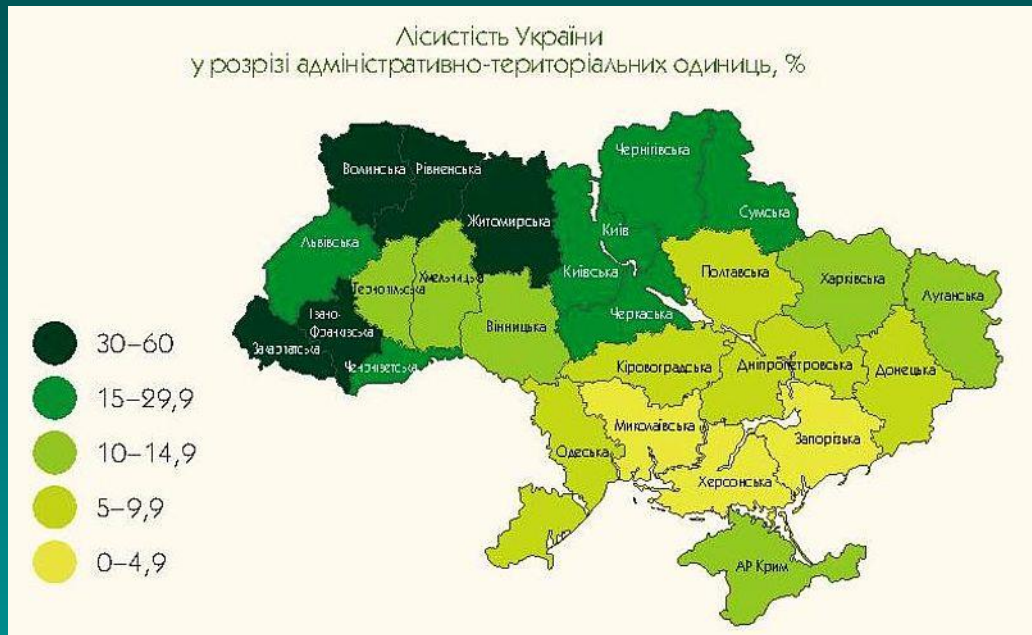 Лісистість України
у розрізі адміністративно-територіальних одиниць, %
Волинська
Рівненська
Житомирська
Чернігівська
Сумська
Київ
Київська
Львівська
Тернопільська
Хмельницька
Вінницька
Черкаська
Полтавська
Харківська
Луганська
Івано-
Франківська
Закарпатська
Чернівецька
Кіровоградська
Дніпропетровська
Донецька
Одеська
Миколаївська
Запорізька
Херсонська
АР Крим
30–60
15–29,9
10–14,9
5–9,9
0–4,9